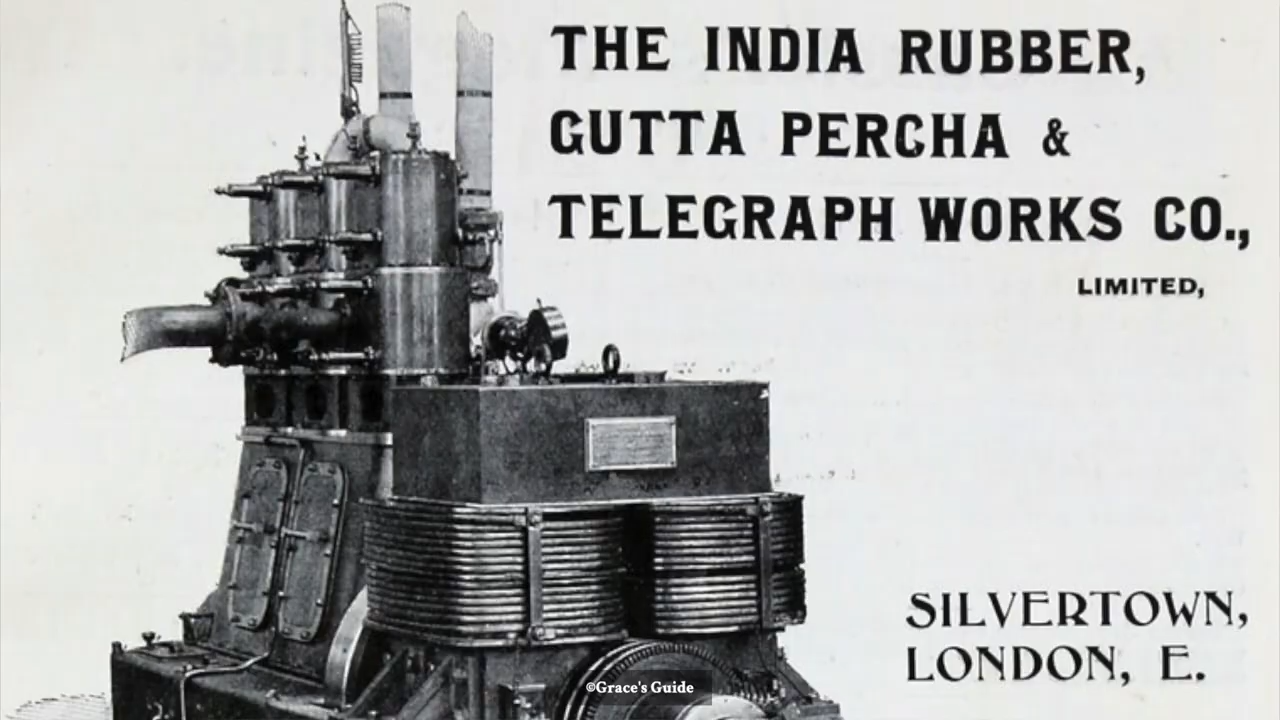 THE INDIA RUBBER,
GUTTA PERCHA &
TELEGRAPH WORKS CO.,
LIMITED,
SILVERTOWN,
LONDON, E.
©Grace's Guide